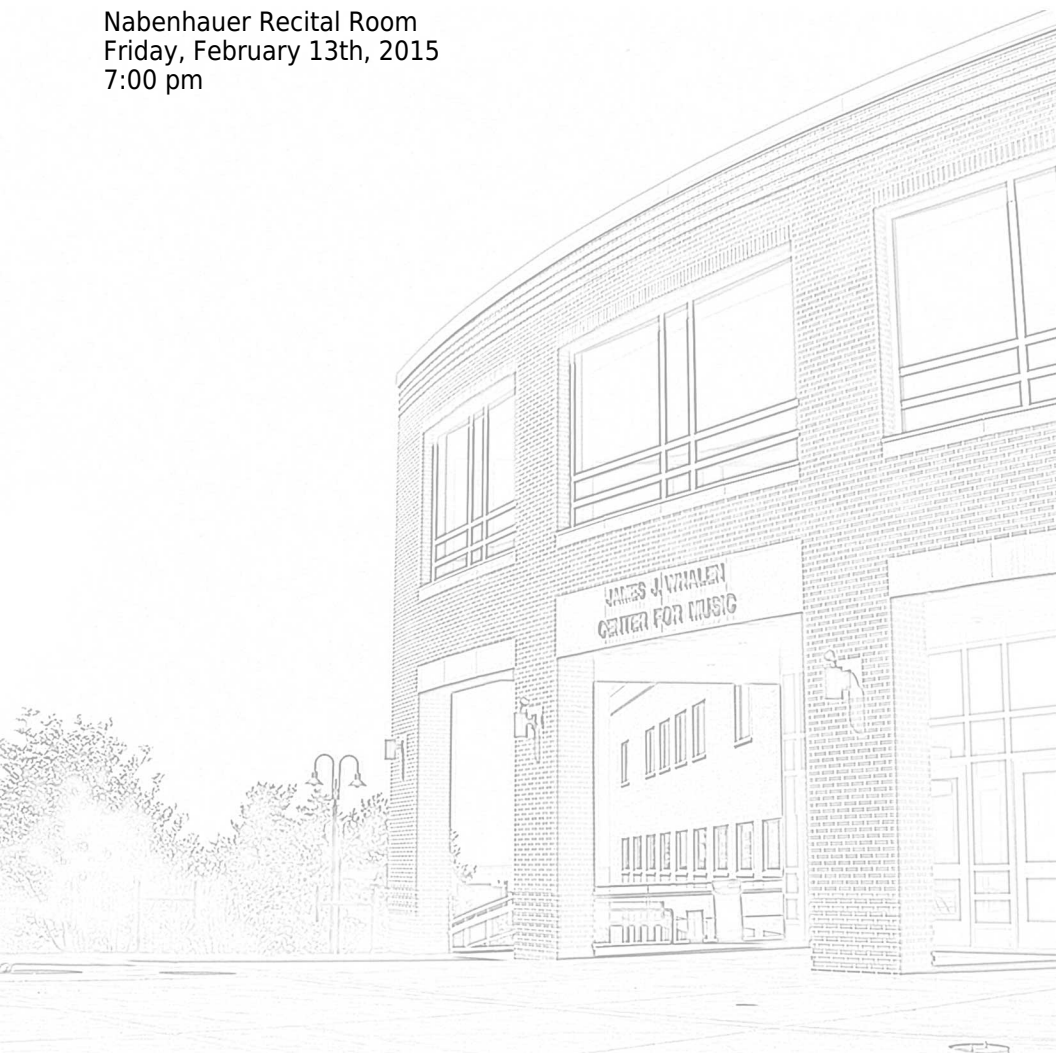 Nabenhauer Recital Room
Friday, February 13th, 2015
7:00 pm
JAMES J. WHALEN
CENTER FOR MUSIC